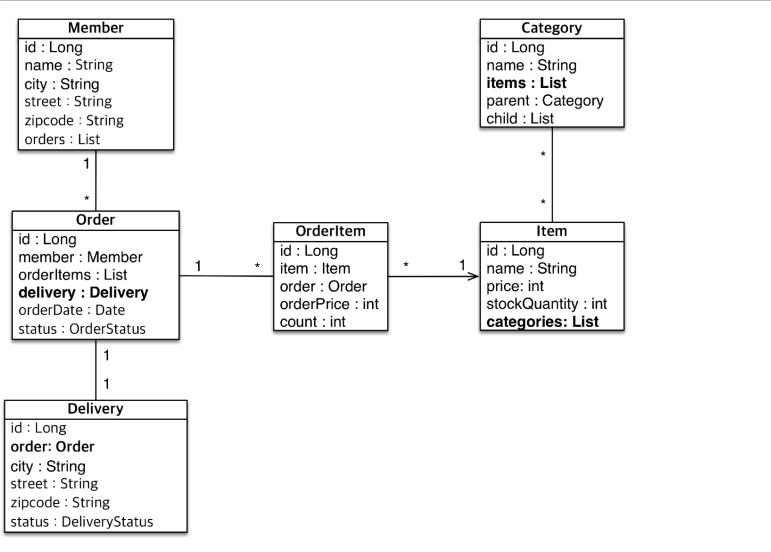 Member
id : Long
name : String
city : String
street : String
zipcode : String
orders : List
1
*
Order
id : Long
member : Member
orderItems : List
delivery : Delivery
orderDate : Date
status : OrderStatus
1
*
1
1
Delivery
id : Long
order: Order
city : String
street : String
zipcode : String
status : DeliveryStatus
OrderItem
id : Long
item : Item
order : Order
orderPrice : int
count : int
*
1
Category
id : Long
name : String
items : List
parent : Category
child : List
*
*
Item
id : Long
name : String
price: int
stockQuantity : int
categories: List